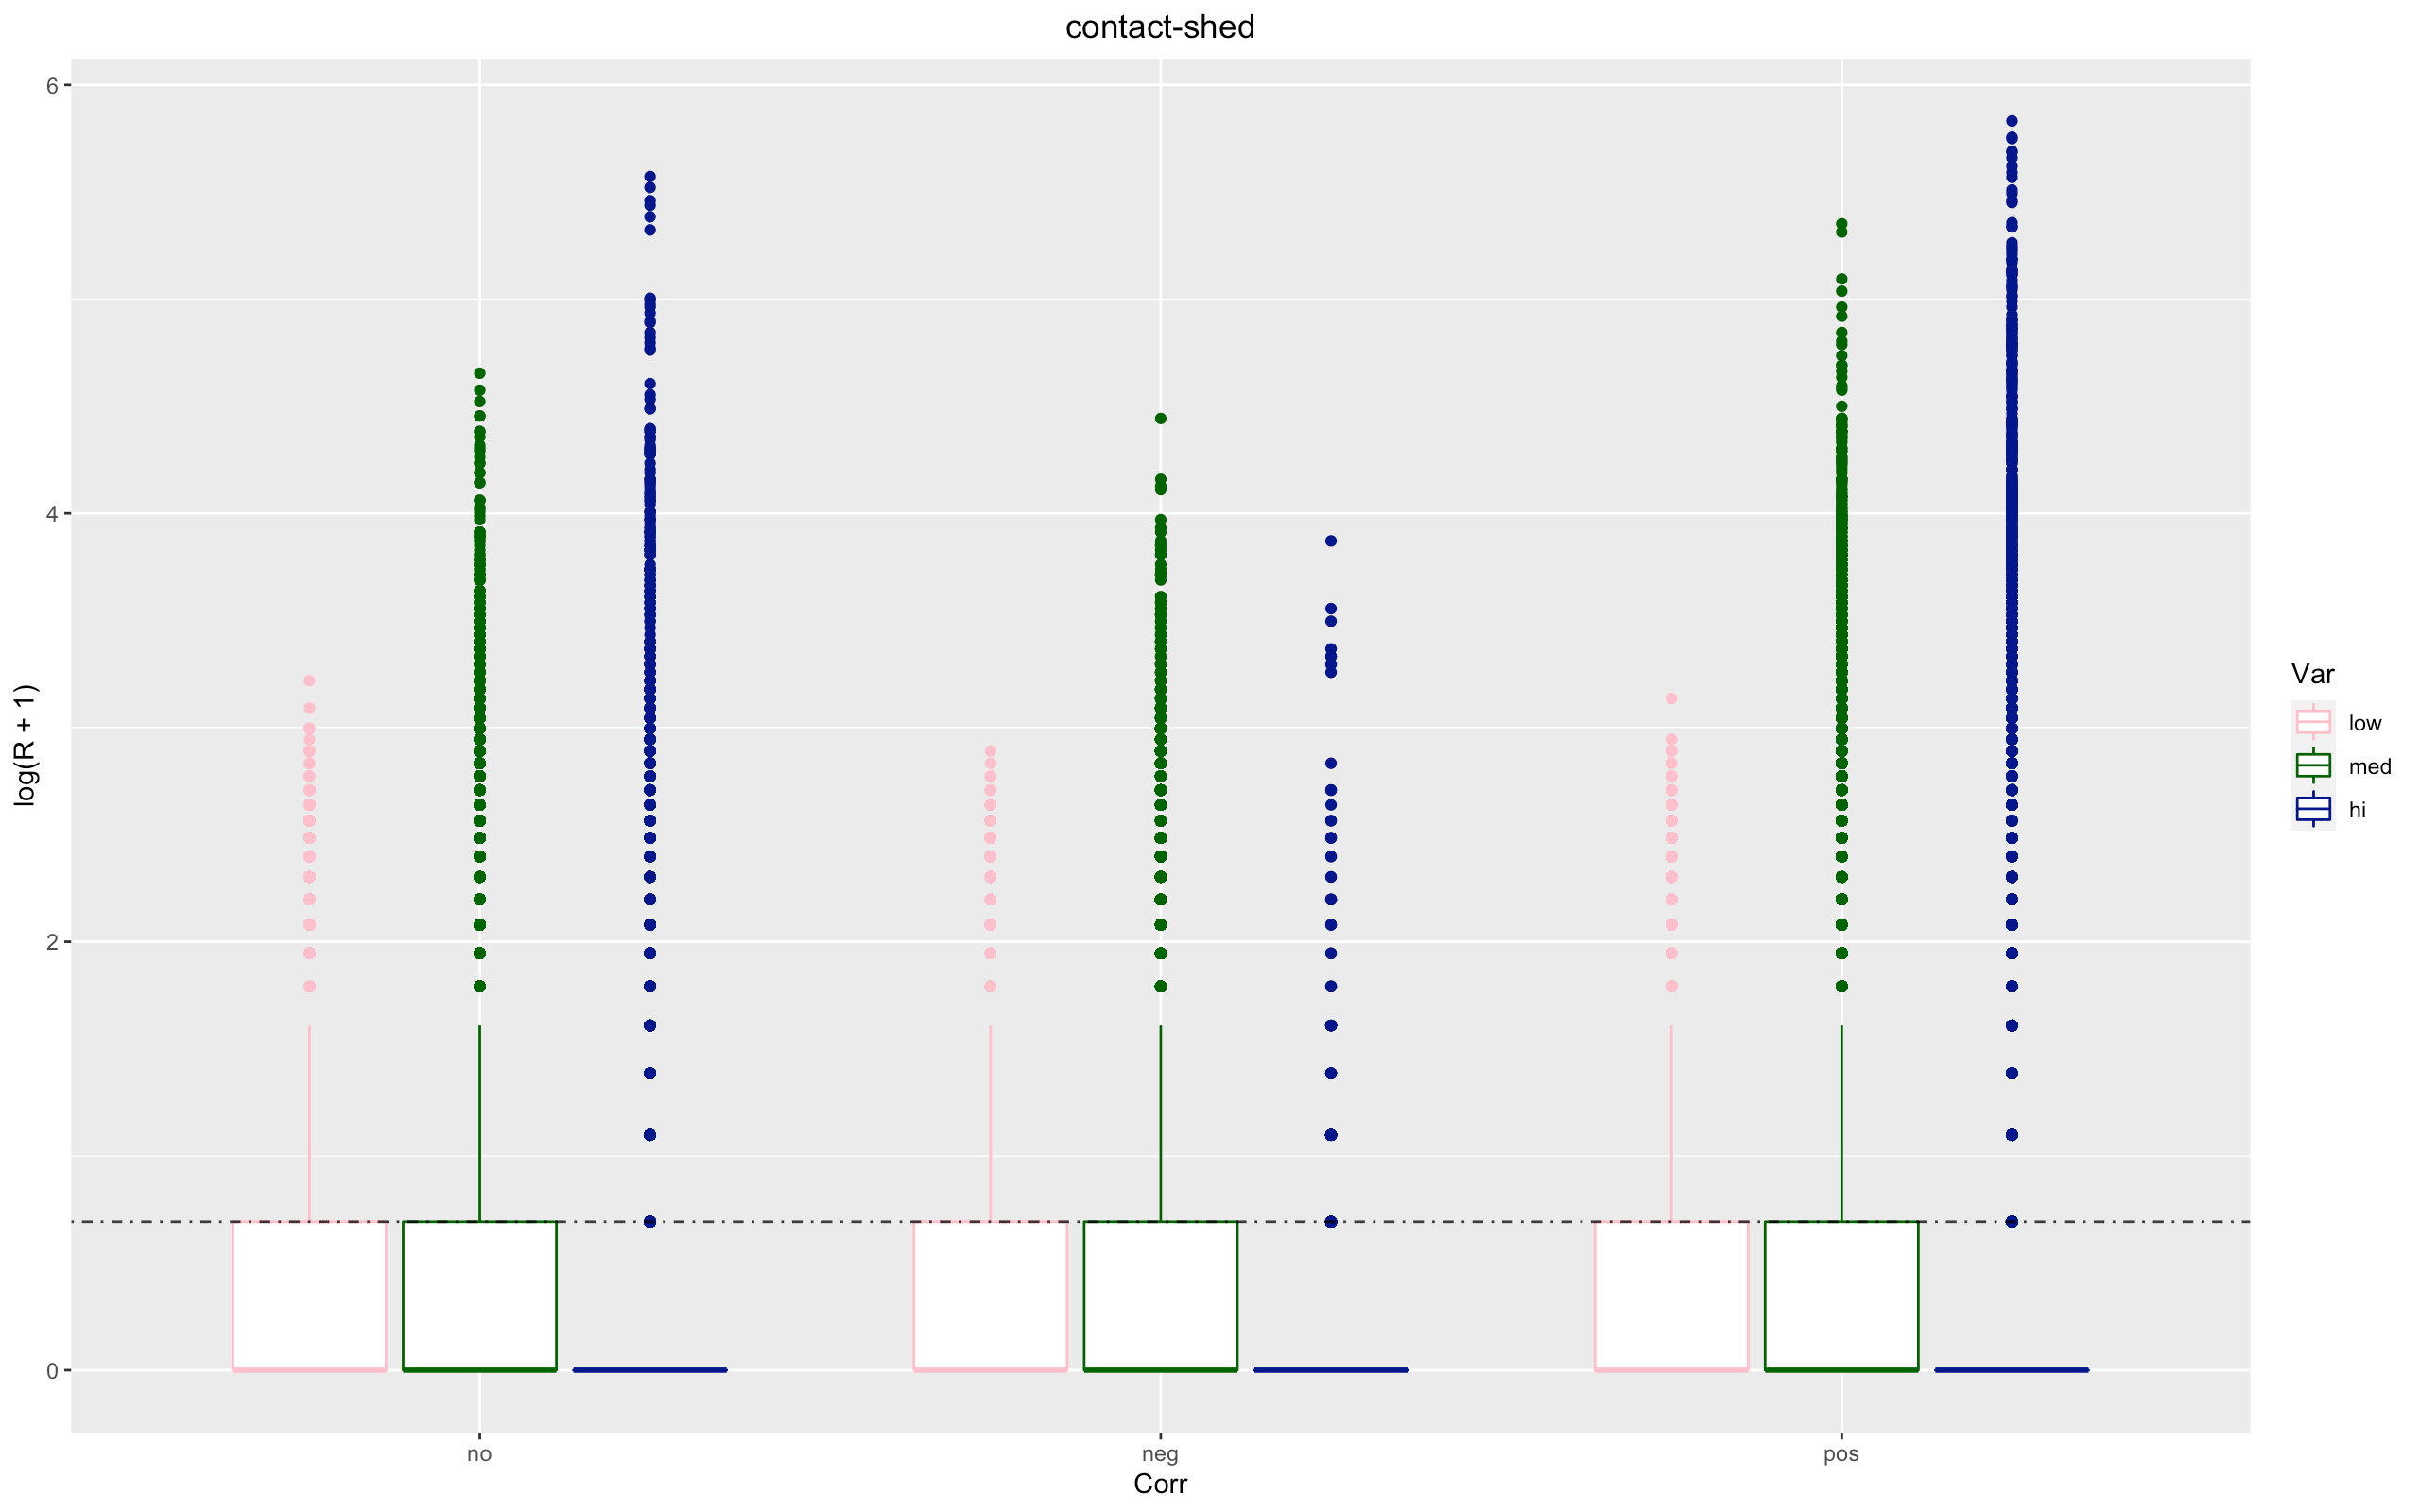 contact-shed
6
4
2
0
log(R + 1)
no
neg
pos
Corr
Var
low
med
hi